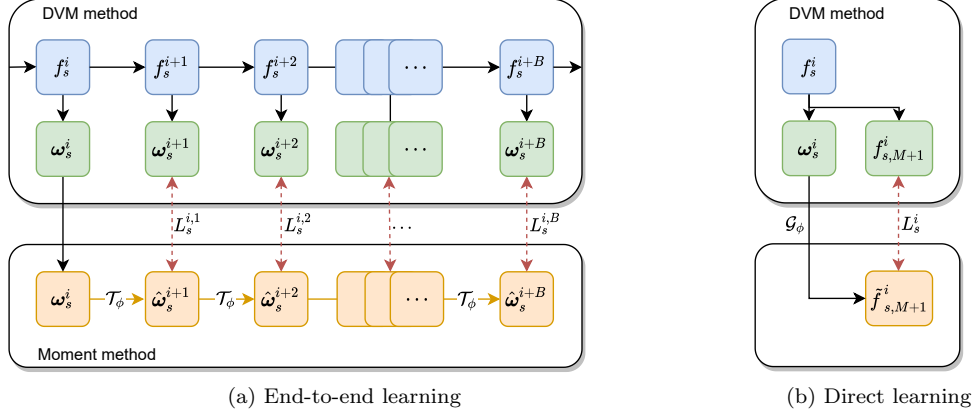 DVM method
f_s^i f_s^{i+1} f_s^{i+2} ⋯ f_s^{i+B}
ω_s^i ω_s^{i+1} ω_s^{i+2} ⋯ ω_s^{i+B}
L_s^{i,1} L_s^{i,2} ⋯ L_s^{i,B}
ω_s^i 𝒯_ϕ ω̂_s^{i+1} 𝒯_ϕ ω̂_s^{i+2} ⋯ 𝒯_ϕ ω̂_s^{i+B}
Moment method
(a) End-to-end learning
DVM method
f_s^i
ω_s^i f_{s,M+1}^i
𝒢_ϕ L_s^i
f̃_{s,M+1}^i
(b) Direct learning